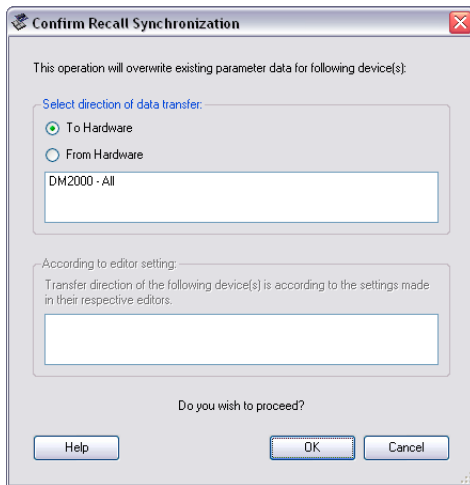 Confirm Recall Synchronization
This operation will overwrite existing parameter data for following device(s):
Select direction of data transfer:
To Hardware
From Hardware
DM2000 - All
According to editor setting:
Transfer direction of the following device(s) is according to the settings made
in their respective editors.
Do you wish to proceed?
Help
OK
Cancel